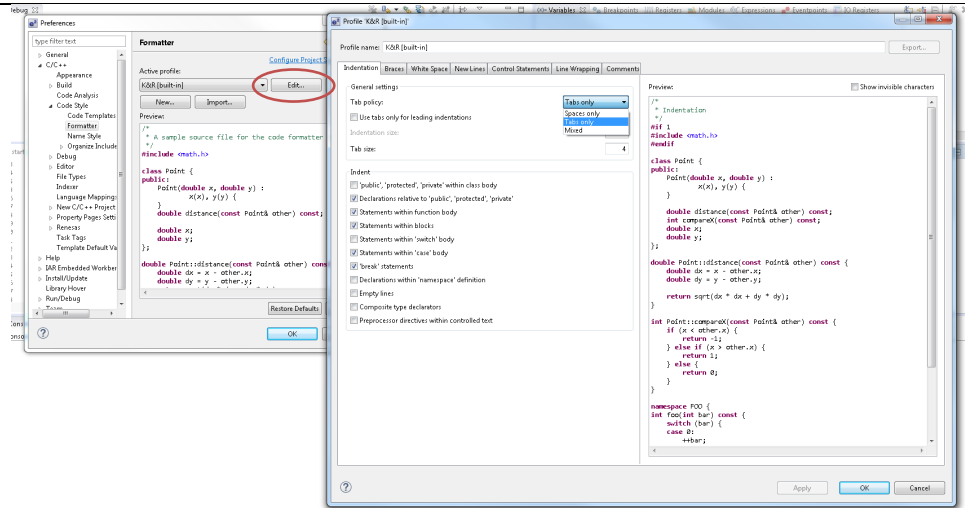 Debug
Variables
Breakpoints
Registers
Modules
Expressions
Eventpoints
IO Registers
Preferences
type filter text
General
C/C++
Appearance
Build
Code Analysis
Code Style
Code Templates
Formatter
Name Style
Organize Include
Debug
Editor
File Types
Indexer
Language Mappings
New C/C++ Project
Property Pages Setti
Renesas
Task Tags
Template Default Va
Help
IAR Embedded Workber
Install/Update
Library Hover
Run/Debug
Team
Formatter
Configure Project S
Active profile:
K&R [built-in]
Edit...
New...
Import...
Preview:
/*
* A sample source file for the code formatter
*/
#include <math.h>
class Point {
public:
Point(double x, double y) :
x(x), y(y) {
}
double distance(const Point& other) const;
double x;
double y;
};
double Point::distance(const Point& other) cons
double dx = x - other.x;
double dy = y - other.y;
Restore Defaults
OK
Profile 'K&R [built-in]'
Profile name: K&R [built-in]
Export...
Indentation Braces White Space New Lines Control Statements Line Wrapping Comments
General settings
Tab policy: Tabs only
Spaces only
Tabs only
Mixed
Use tabs only for leading indentations
Indentation size:
Tab size: 4
Indent
'public', 'protected', 'private' within class body
Declarations relative to 'public', 'protected', 'private'
Statements within function body
Statements within blocks
Statements within 'switch' body
Statements within 'case' body
'break' statements
Declarations within 'namespace' definition
Empty lines
Composite type declarators
Preprocessor directives within controlled text
Preview:
Show invisible characters
/*
* Indentation
*/
#if 1
#include <math.h>
#endif
class Point {
public:
Point(double x, double y) :
x(x), y(y) {
}
double distance(const Point& other) const;
int compareX(const Point& other) const;
double x;
double y;
};
double Point::distance(const Point& other) const {
double dx = x - other.x;
double dy = y - other.y;
return sqrt(dx * dx + dy * dy);
}
int Point::compareX(const Point& other) const {
if (x < other.x) {
return -1;
} else if (x > other.x) {
return 1;
} else {
return 0;
}
}
namespace FOO {
int foo(int bar) const {
switch (bar) {
case 0:
++bar;
Apply
OK
Cancel